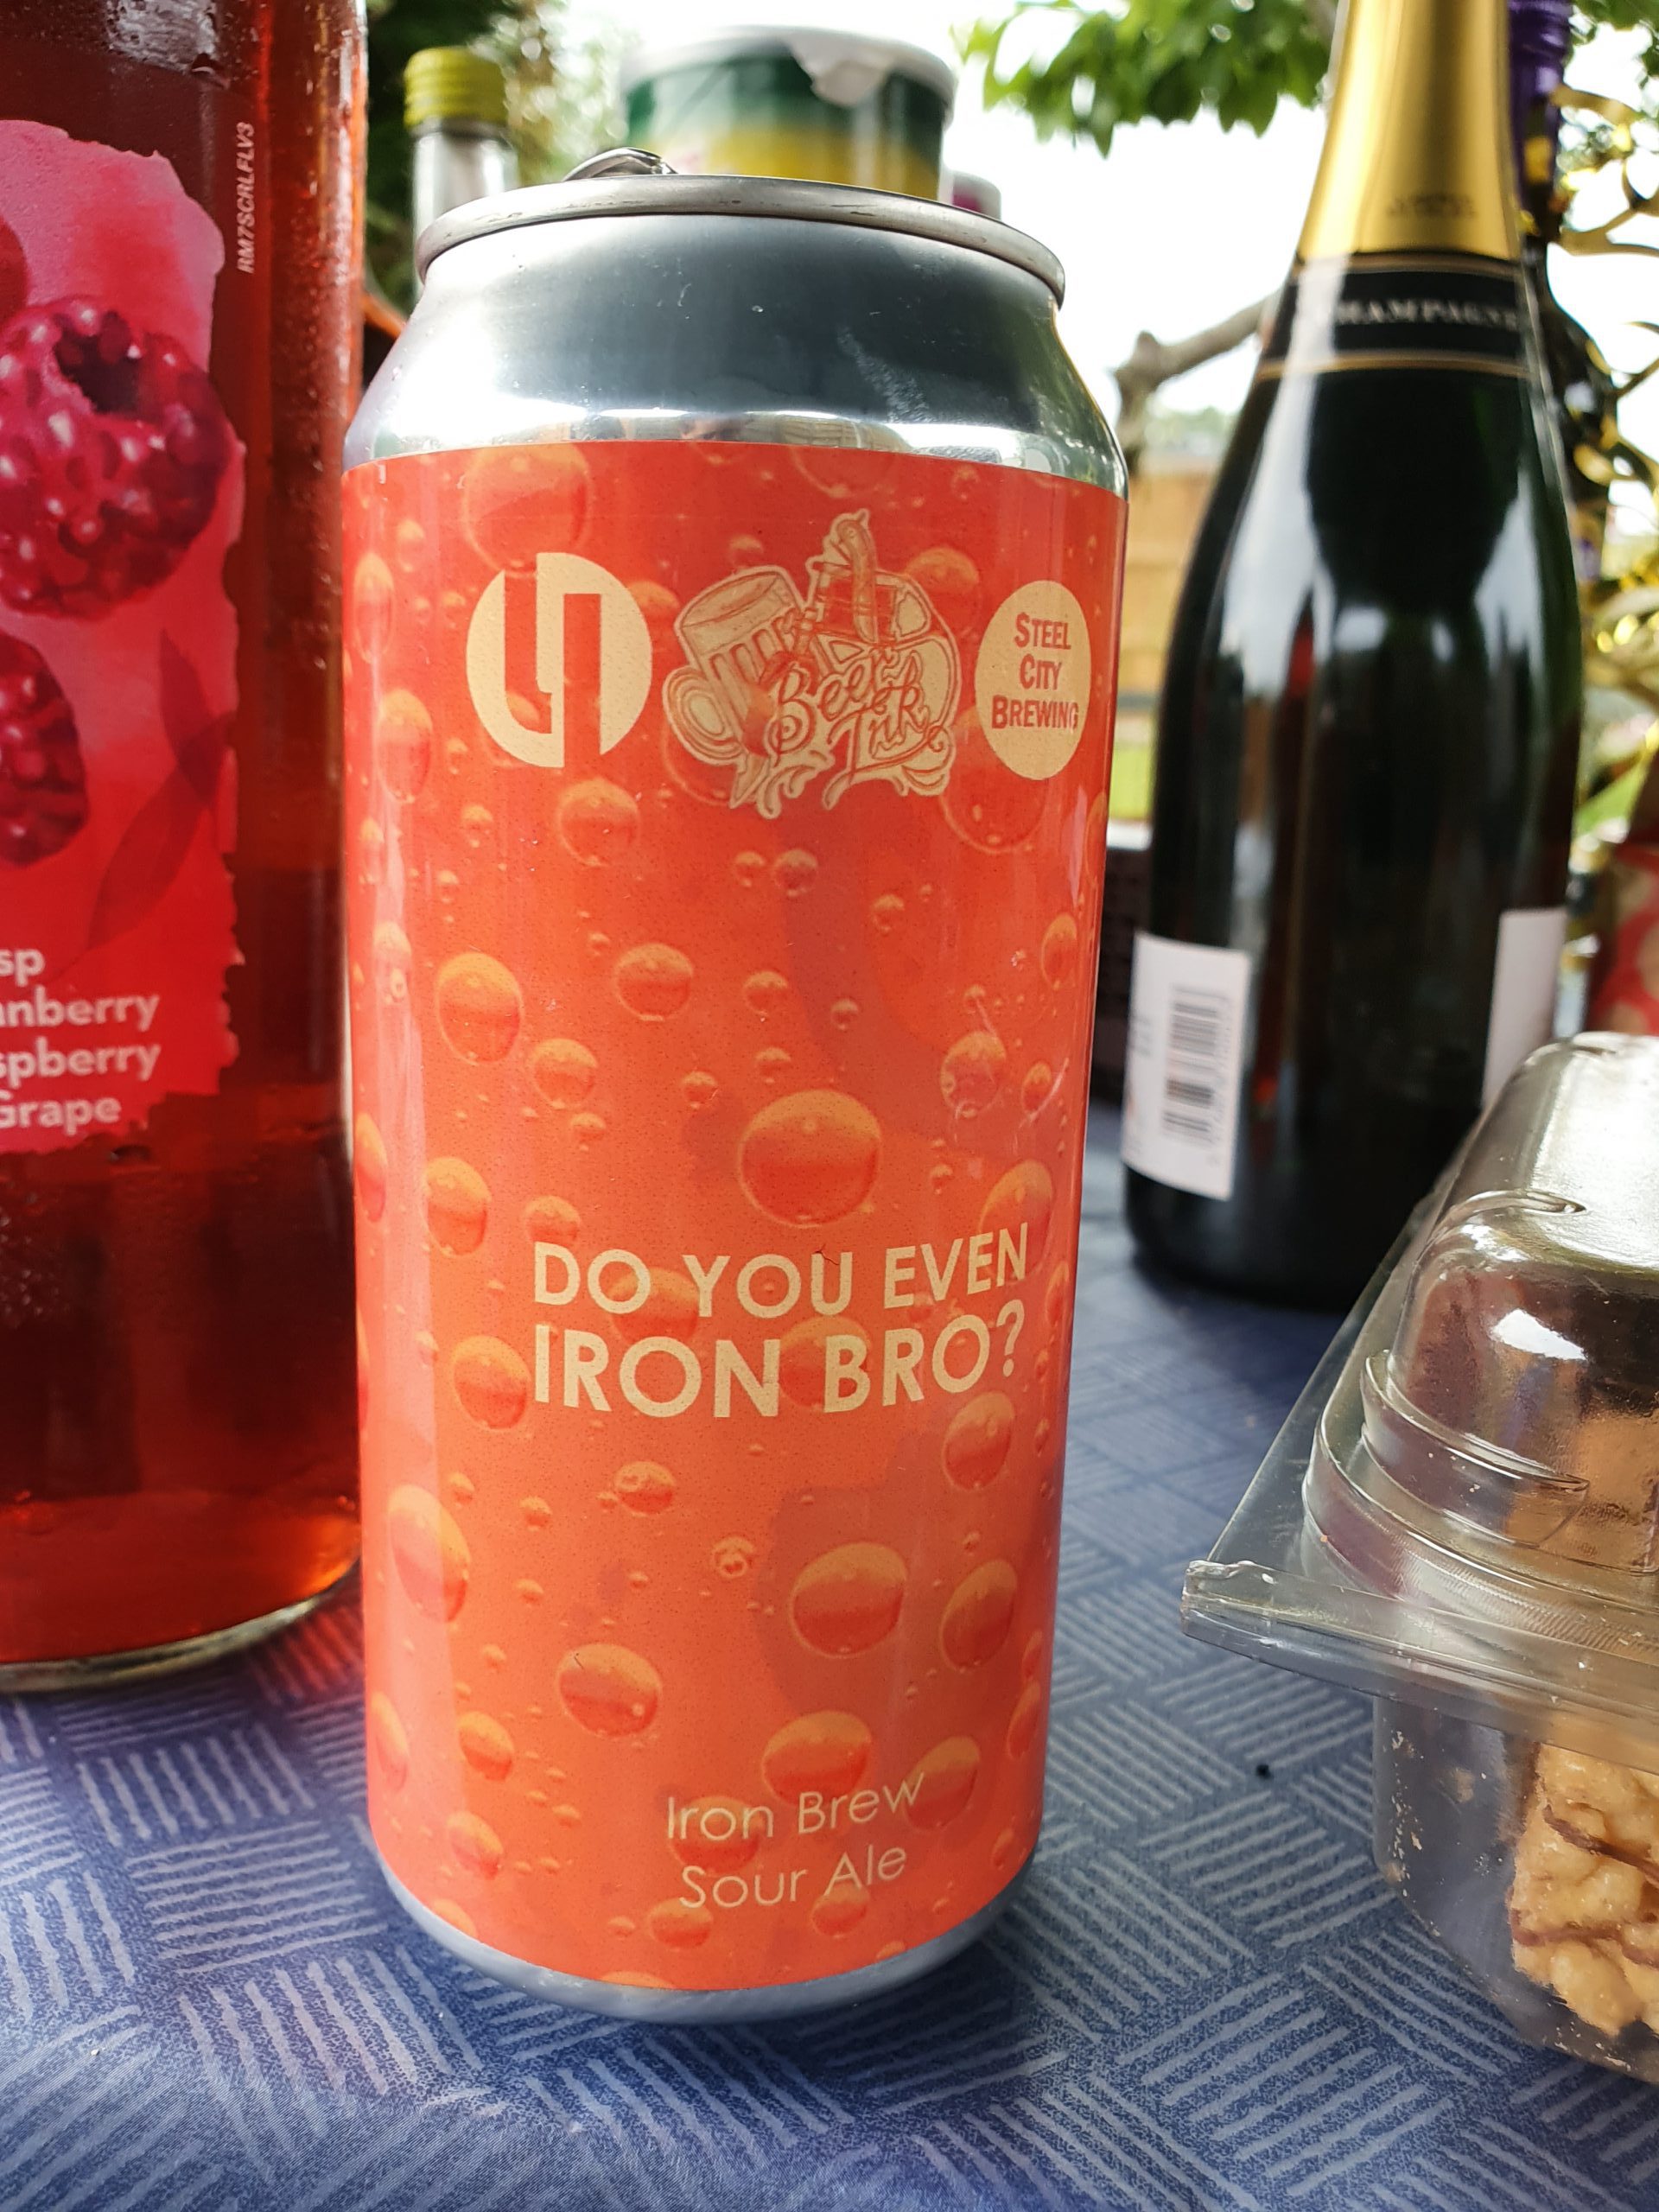 RM7SCRLFLV3
CHAMPAGNE
STEEL
CITY
BREWING
Beer
Ink
DO YOU EVEN
IRON BRO?
Iron Brew
Sour Ale
sp
anberry
spberry
Grape